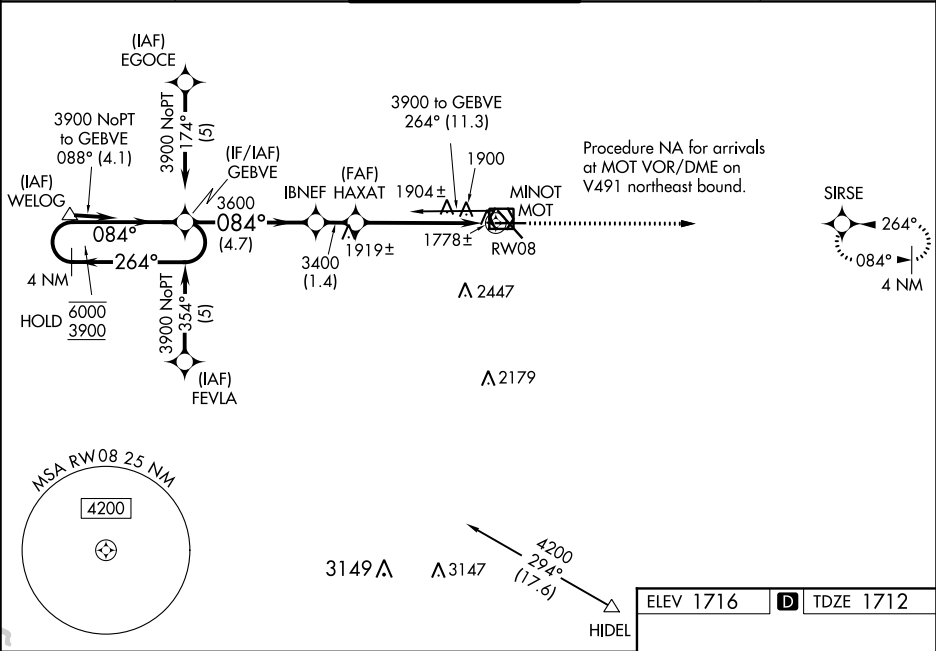 (IAF)
EGOCE
3900 NoPT
174°
(5)
3900 NoPT
to GEBVE
088° (4.1)
(IAF)
WELOG
(IF/IAF)
GEBVE
084°
264°
4 NM
HOLD
6000
3900
3900 NoPT
354°
(5)
(IAF)
FEVLA
3600
084°
(4.7)
IBNEF
3400
(1.4)
(FAF)
HAXAT
1919±
3900 to GEBVE
264° (11.3)
1904±
1900
1778±
MINOT
MOT
RW08
Procedure NA for arrivals
at MOT VOR/DME on
V491 northeast bound.
SIRSE
264°
084°
4 NM
2447
2179
MSA RW08 25 NM
4200
3149
3147
4200
294°
(17.6)
HIDEL
ELEV 1716 D TDZE 1712